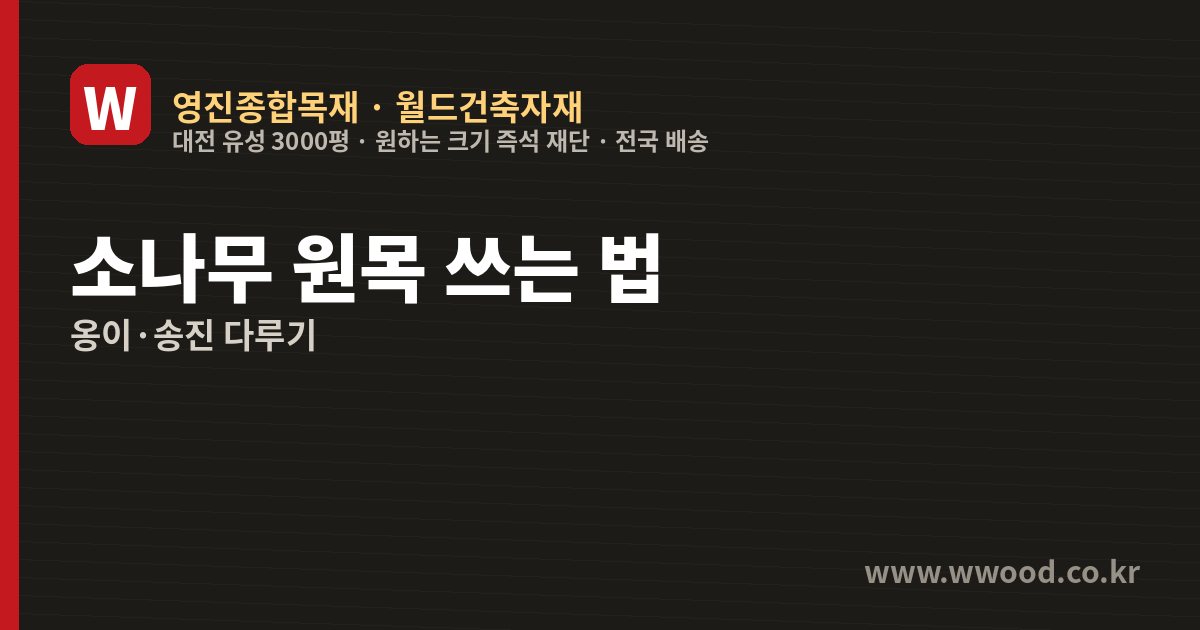 W
영진종합목재 · 월드건축자재
대전 유성 3000평 · 원하는 크기 즉석 재단 · 전국 배송
소나무 원목 쓰는 법
옹이·송진 다루기
www.wwood.co.kr